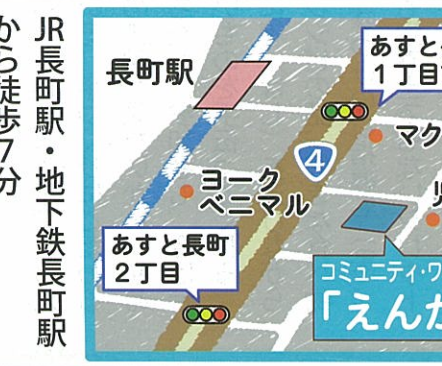 JR長町駅・地下鉄長町駅
から徒歩7分
長町駅
あすと
1丁目
4
マク
ヨーク
ベニマル
あすと長町
2丁目
コミュニティ・ワ
「えんが